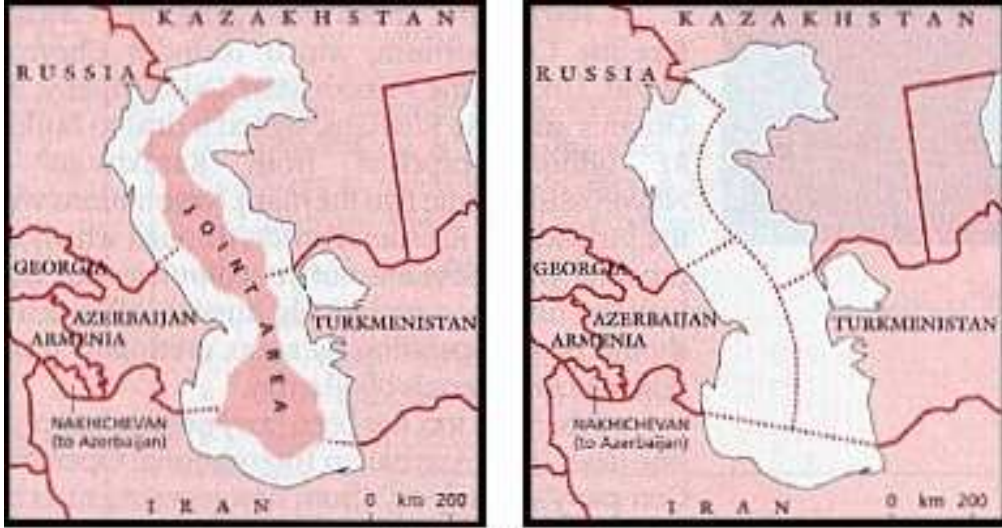 KAZAKHSTAN
RUSSIA
JOINT AREA
GEORGIA
AZERBAIJAN
ARMENIA
TURKMENISTAN
NAKHICHEVAN
(to Azerbaijan)
IRAN
0 km 200
KAZAKHSTAN
RUSSIA
GEORGIA
AZERBAIJAN
ARMENIA
TURKMENISTAN
NAKHICHEVAN
(to Azerbaijan)
IRAN
0 km 200